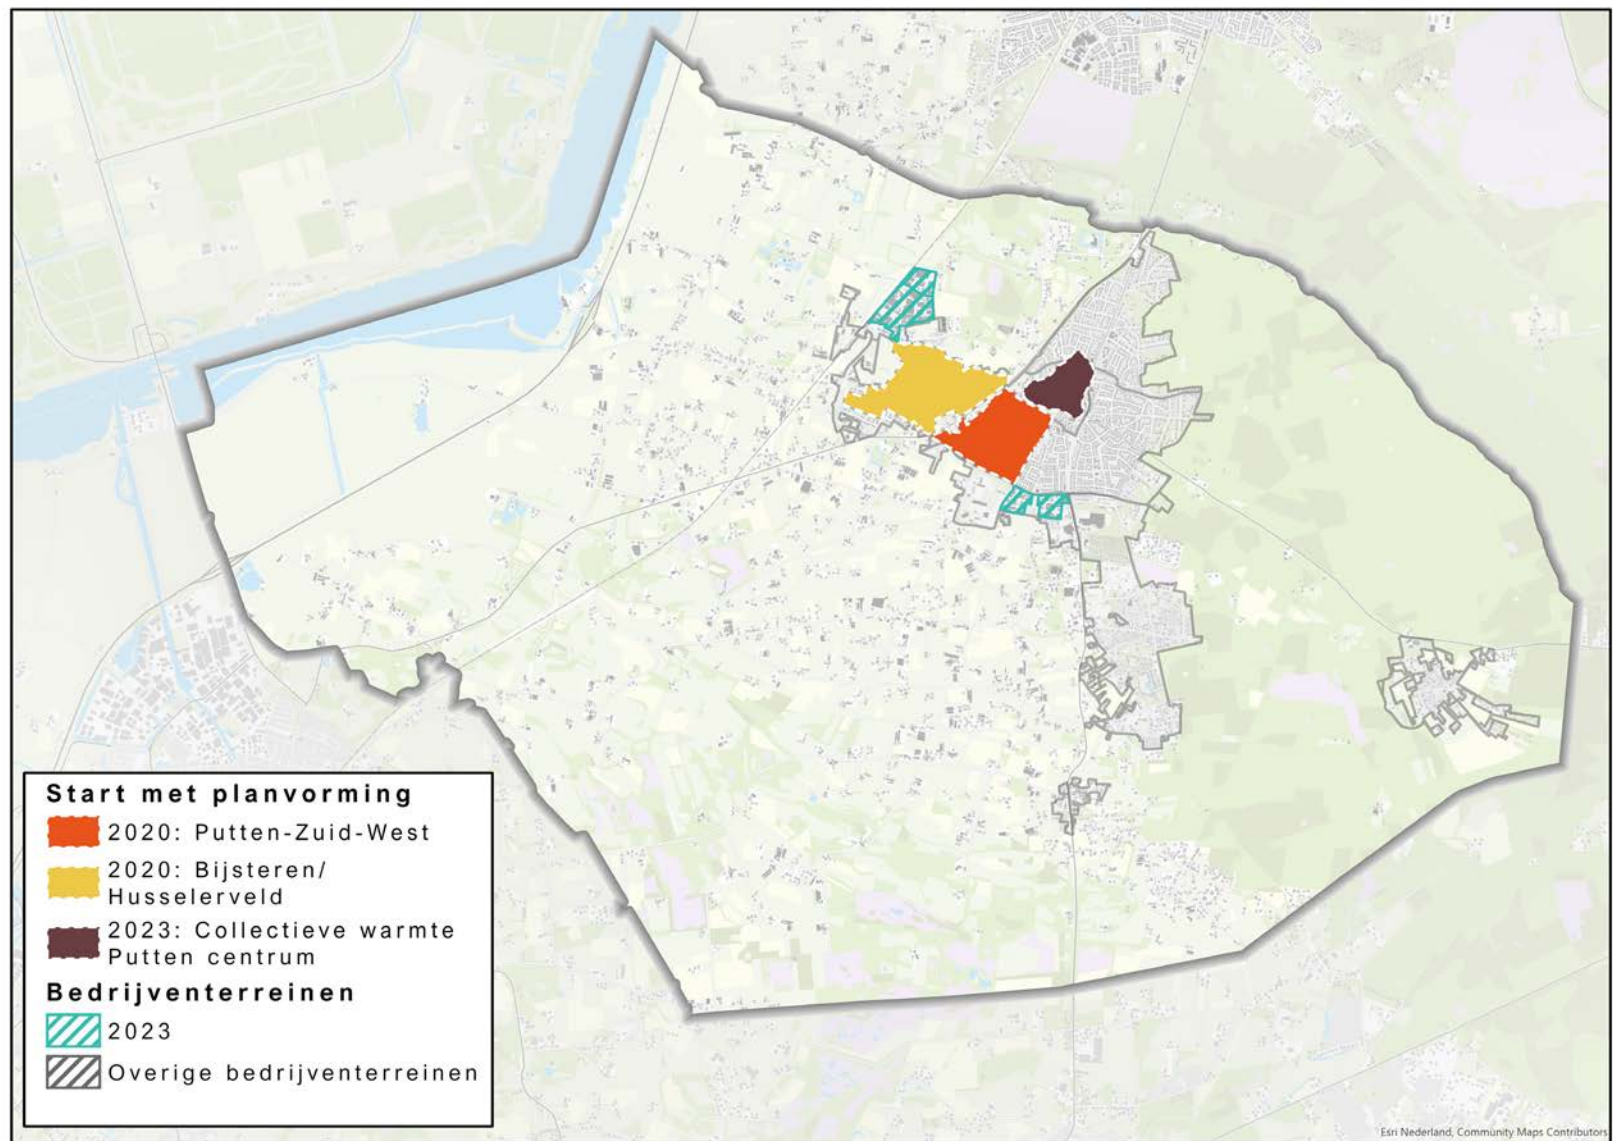 Start met planvorming
2020: Putten-Zuid-West
2020: Bijsteren/
Husselerveld
2023: Collectieve warmte
Putten centrum
Bedrijventerreinen
2023
Overige bedrijventerreinen
Esri Nederland, Community Maps Contributors